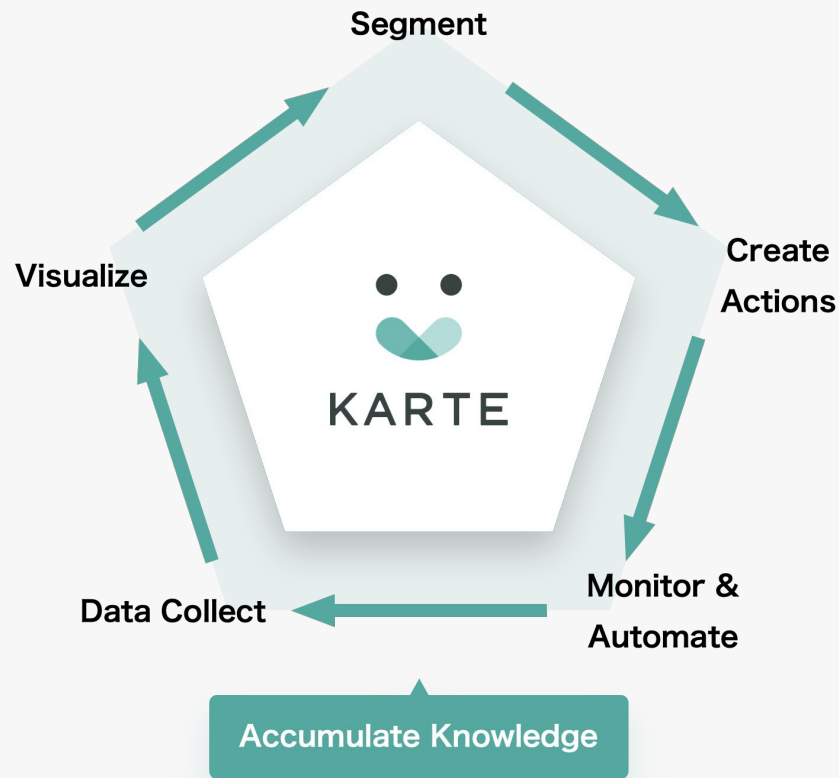 Segment
Visualize
Create
Actions
KARTE
Data Collect
Monitor &
Automate
Accumulate Knowledge